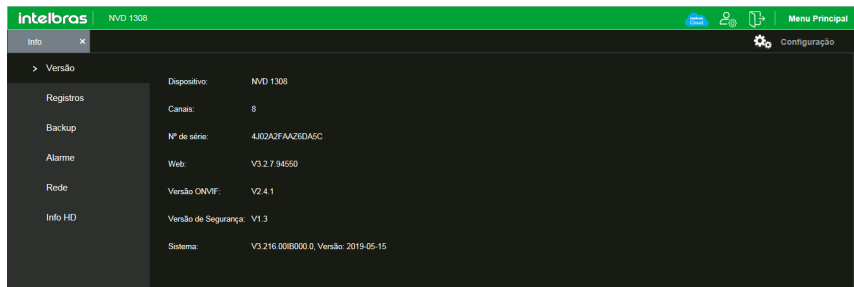 intelbras NVD 1308 Menu Principal
Info × Configuração
> Versão
Registros
Backup
Alarme
Rede
Info HD
Dispositivo: NVD 1308
Canais: 8
Nº de série: 4J02A2FAAZ6DA5C
Web: V3.2.7.94550
Versão ONVIF: V2.4.1
Versão de Segurança: V1.3
Sistema: V3.216.00IB000.0, Versão: 2019-05-15